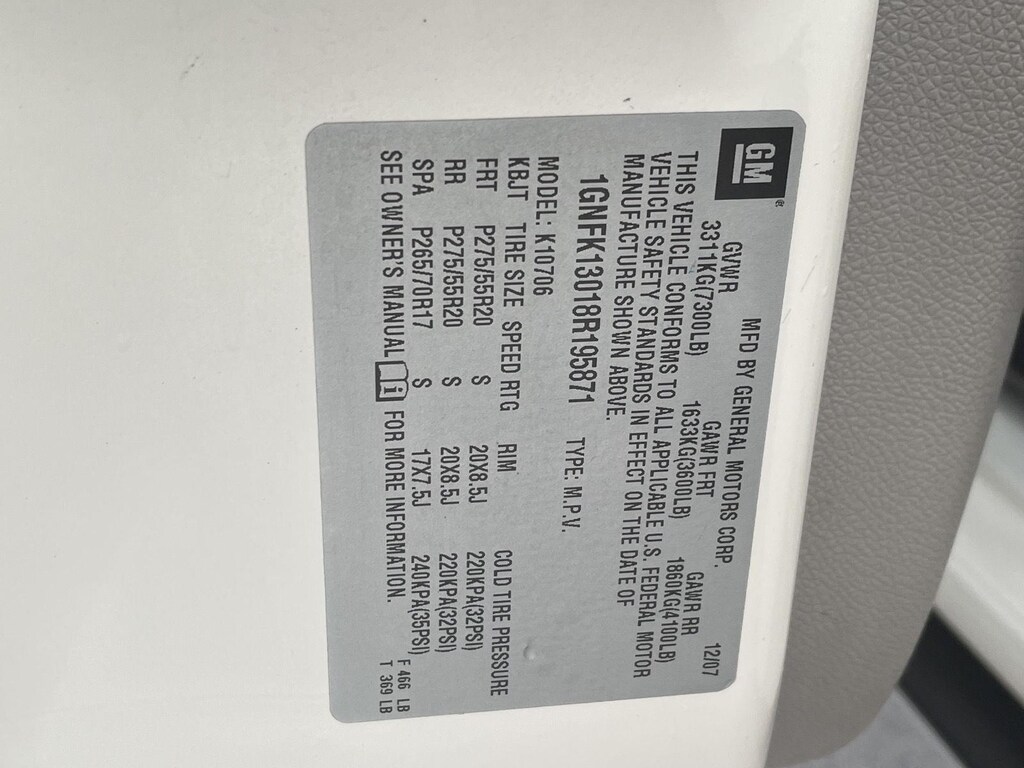 GM®
MFD BY GENERAL MOTORS CORP. 12/07
GVWR GAWR FRT GAWR RR
3311KG(7300LB) 1633KG(3600LB) 1860KG(4100LB)
THIS VEHICLE CONFORMS TO ALL APPLICABLE U.S. FEDERAL MOTOR
VEHICLE SAFETY STANDARDS IN EFFECT ON THE DATE OF
MANUFACTURE SHOWN ABOVE.
1GNFK13018R195871 TYPE: M.P.V.
MODEL: K10706
KBJT TIRE SIZE SPEED RTG RIM COLD TIRE PRESSURE
FRT P275/55R20 S 20X8.5J 220KPA(32PSI)
RR P275/55R20 S 20X8.5J 220KPA(32PSI)
SPA P265/70R17 S 17X7.5J 240KPA(35PSI)
SEE OWNER'S MANUAL i FOR MORE INFORMATION.
F 466 LB
T 369 LB